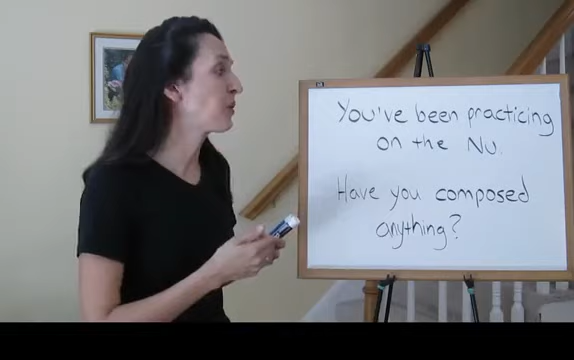 You've been practicing
on the Nu.
Have you composed
anything?